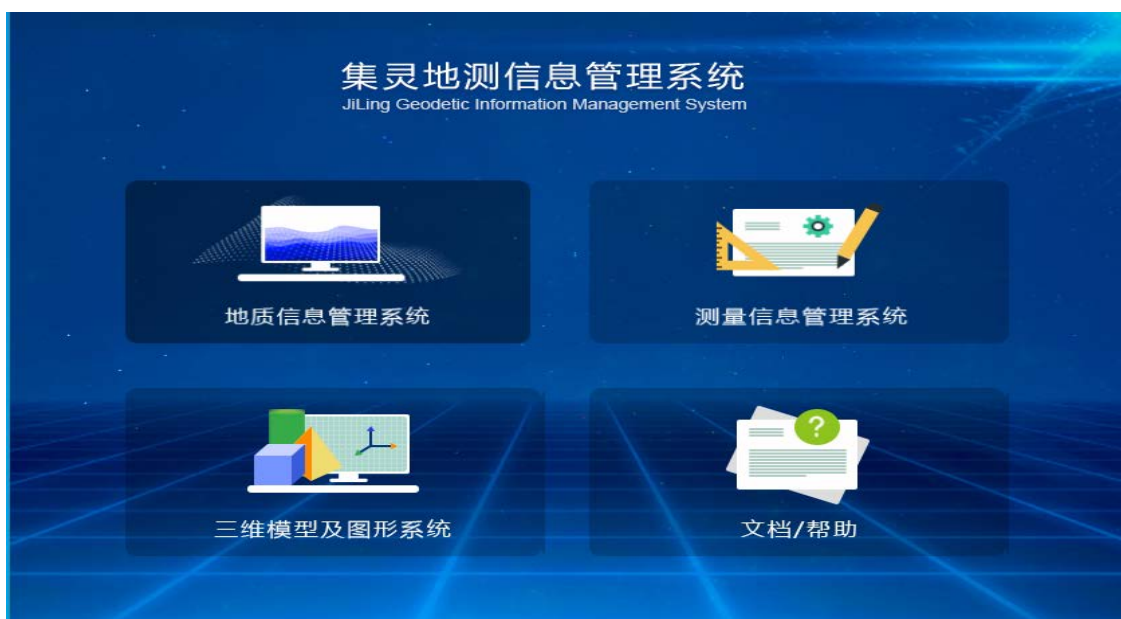 集灵地测信息管理系统
JiLing Geodetic Information Management System
地质信息管理系统
测量信息管理系统
三维模型及图形系统
文档/帮助
?